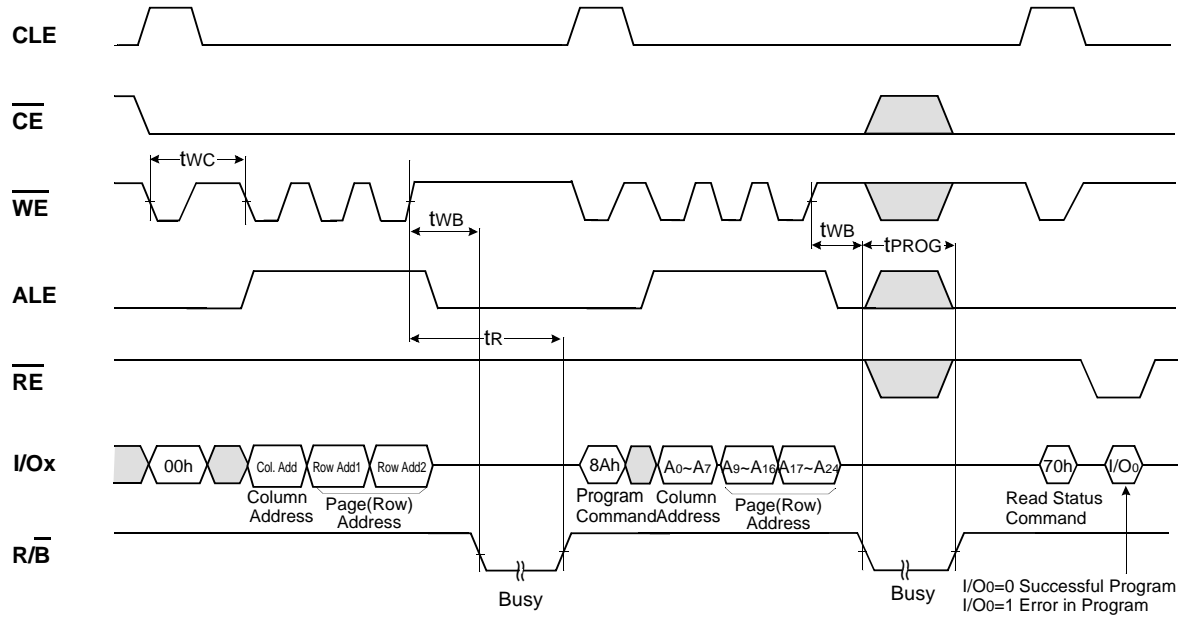 CLE
CE
tWC
WE
tWB
tWB
tPROG
ALE
tR
RE
I/Ox
00h
Col. Add
Row Add1
Row Add2
8Ah
A0~A7
A9~A16
A17~A24
70h
I/O0
Column
Address
Page(Row)
Address
Program
Command
Column
Address
Page(Row)
Address
Read Status
Command
R/B
Busy
Busy
I/O0=0 Successful Program
I/O0=1 Error in Program